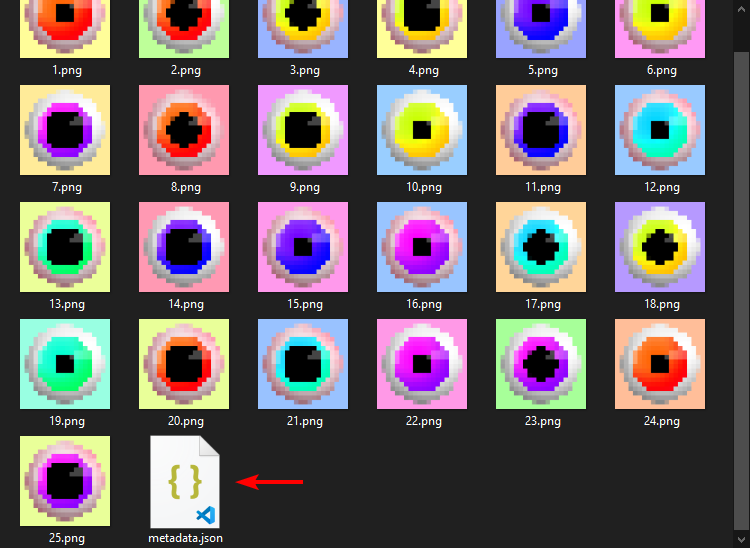 1.png 2.png 3.png 4.png 5.png 6.png
7.png 8.png 9.png 10.png 11.png 12.png
13.png 14.png 15.png 16.png 17.png 18.png
19.png 20.png 21.png 22.png 23.png 24.png
{ }
25.png metadata.json